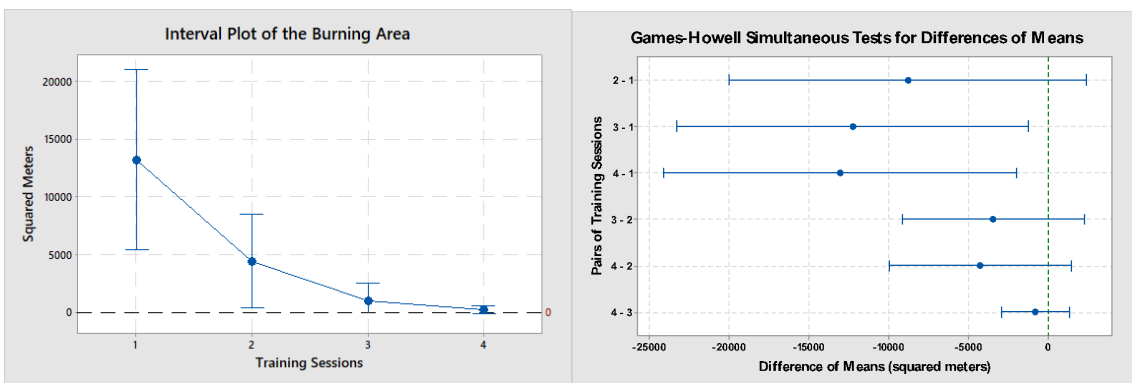 Interval Plot of the Burning Area
Squared Meters
20000
15000
10000
5000
0
0
1 2 3 4
Training Sessions
Games-Howell Simultaneous Tests for Differences of Means
Pairs of Training Sessions
2 - 1
3 - 1
4 - 1
3 - 2
4 - 2
4 - 3
-25000 -20000 -15000 -10000 -5000 0
Difference of Means (squared meters)